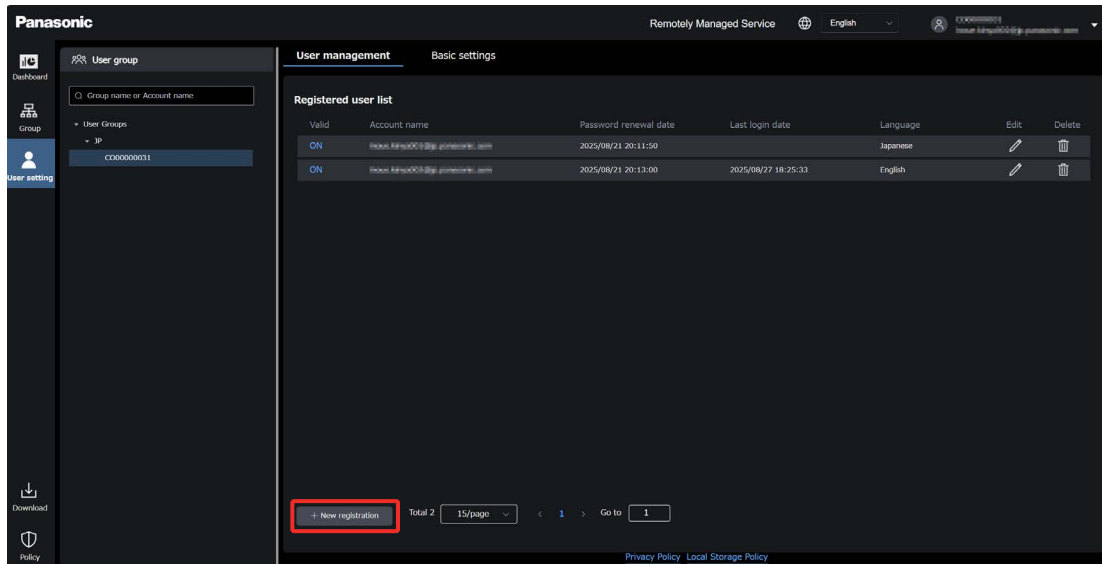 Panasonic
Remotely Managed Service
English
Dashboard
Group
User setting
Download
Policy
User group
Group name or Account name
User Groups
JP
CO00000031
User management
Basic settings
Registered user list
Valid Account name Password renewal date Last login date Language Edit Delete
ON 2025/08/21 20:11:50 Japanese
ON 2025/08/21 20:13:00 2025/08/27 18:25:33 English
+ New registration Total 2 15/page < 1 > Go to 1
Privacy Policy Local Storage Policy